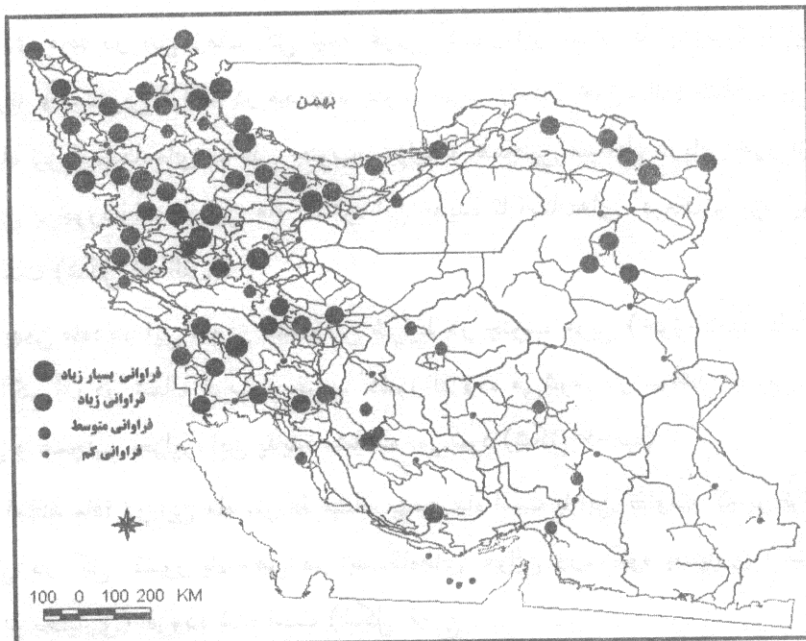 بهمن
فراوانی بسیار زیاد
فراوانی زیاد
فراوانی متوسط
فراوانی کم
100 0 100 200 KM